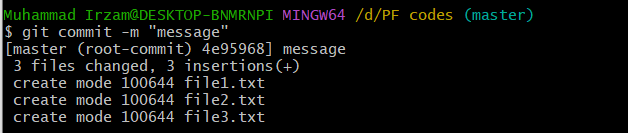 Muhammad Irzam@DESKTOP-BNMRNPI MINGW64 /d/PF codes (master)
$ git commit -m "message"
[master (root-commit) 4e95968] message
 3 files changed, 3 insertions(+)
 create mode 100644 file1.txt
 create mode 100644 file2.txt
 create mode 100644 file3.txt